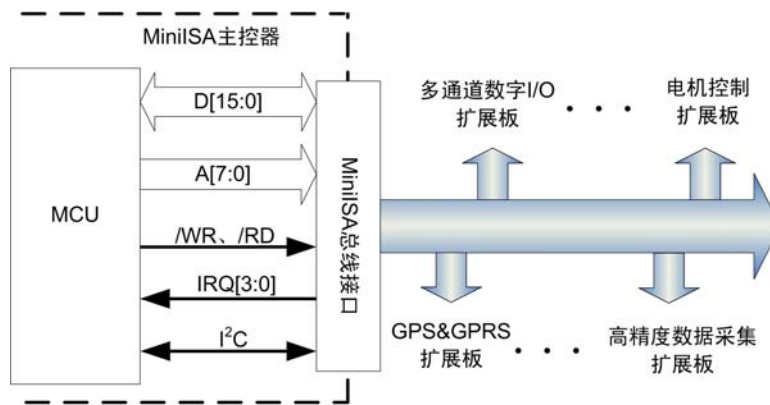 MiniISA主控器
MCU
D[15:0]
A[7:0]
/WR、/RD
IRQ[3:0]
I²C
MiniISA总线接口
多通道数字I/O
扩展板
电机控制
扩展板
GPS&GPRS
扩展板
高精度数据采集
扩展板